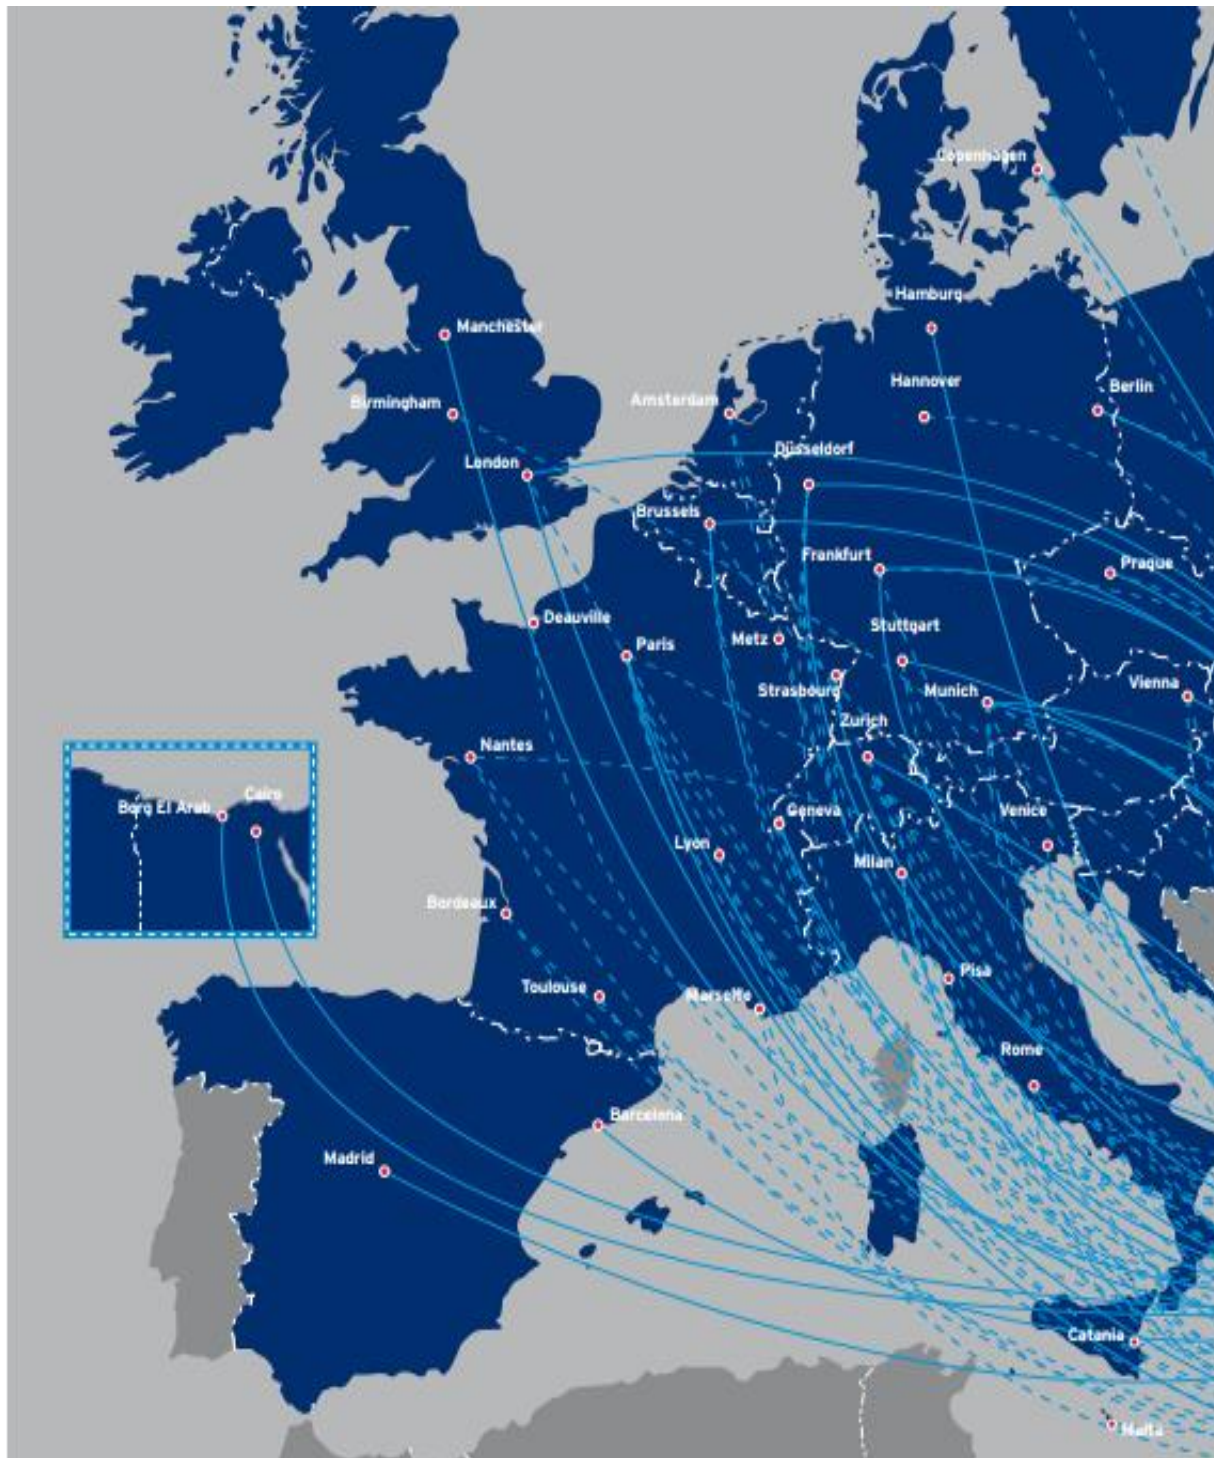 Copenhagen
Hamburg
Manchester
Hannover
Berlin
Birmingham
Amsterdam
London
Düsseldorf
Brussels
Frankfurt
Prague
Deauville
Paris
Metz
Stuttgart
Strasbourg
Munich
Vienna
Zurich
Nantes
Cairo
Borg El Arab
Geneva
Venice
Lyon
Milan
Bordeaux
Pisa
Toulouse
Marseille
Rome
Barcelona
Madrid
Catania
Malta